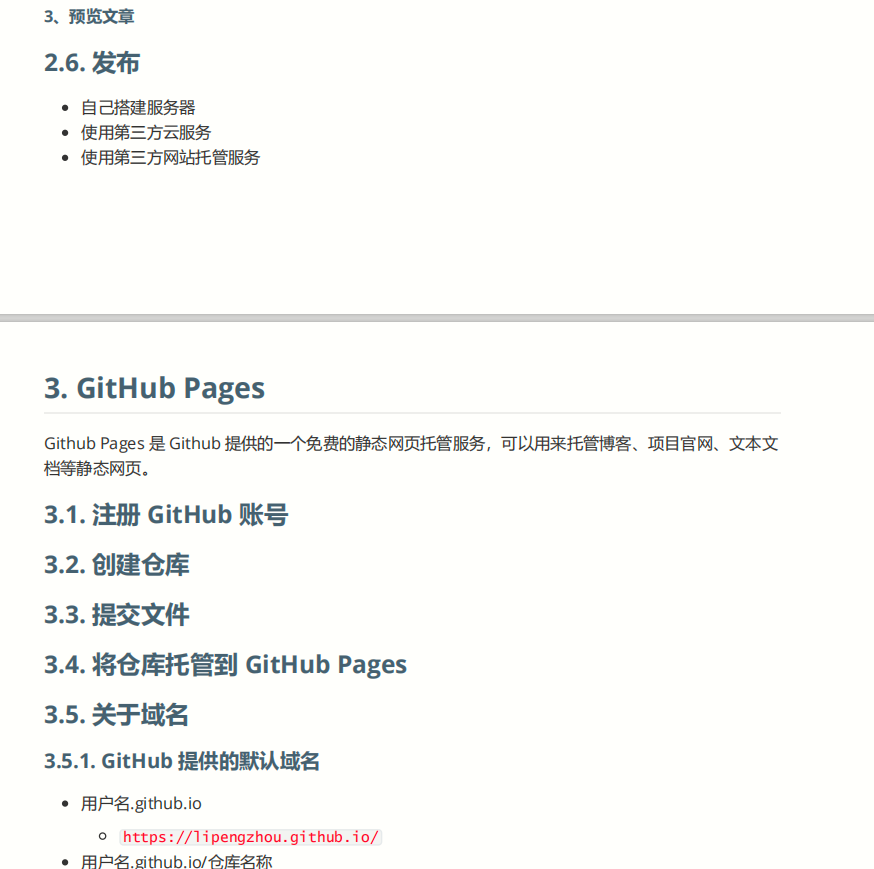 3、预览文章
2.6. 发布
自己搭建服务器
使用第三方云服务
使用第三方网站托管服务
3. GitHub Pages
Github Pages 是 Github 提供的一个免费的静态网页托管服务，可以用来托管博客、项目官网、文本文
档等静态网页。
3.1. 注册 GitHub 账号
3.2. 创建仓库
3.3. 提交文件
3.4. 将仓库托管到 GitHub Pages
3.5. 关于域名
3.5.1. GitHub 提供的默认域名
用户名.github.io
https://lipengzhou.github.io/
用户名.github.io/仓库名称